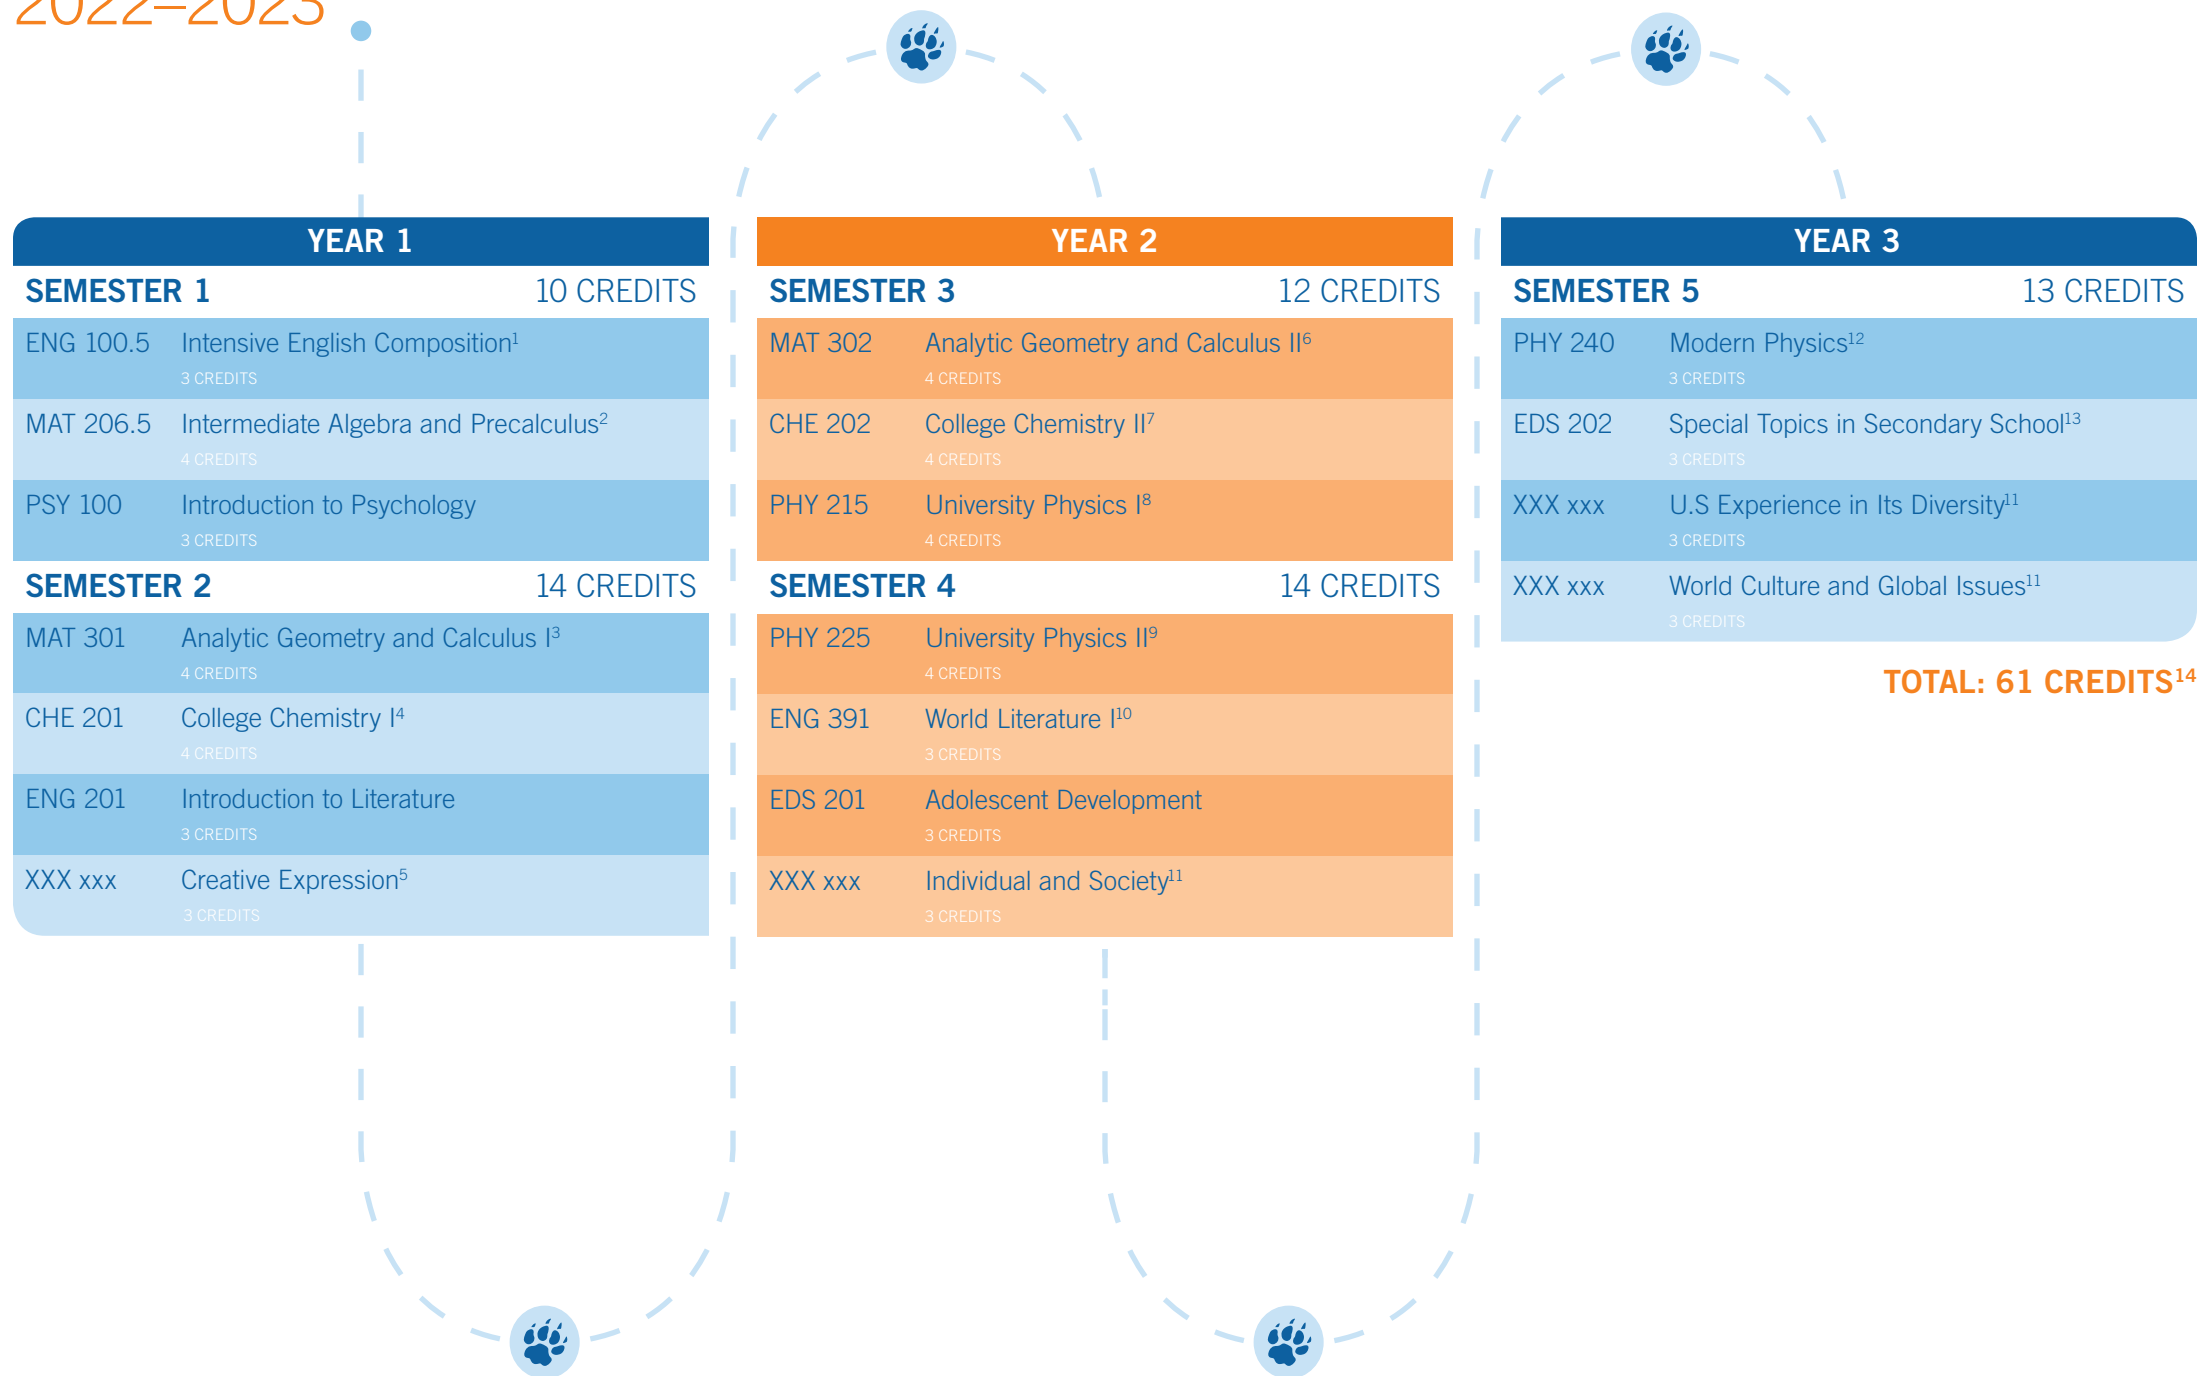 2022–2023
YEAR 1
SEMESTER 1 10 CREDITS
ENG 100.5 Intensive English Composition1
3 CREDITS
MAT 206.5 Intermediate Algebra and Precalculus2
4 CREDITS
PSY 100 Introduction to Psychology
3 CREDITS
SEMESTER 2 14 CREDITS
MAT 301 Analytic Geometry and Calculus I3
4 CREDITS
CHE 201 College Chemistry I4
4 CREDITS
ENG 201 Introduction to Literature
3 CREDITS
XXX xxx Creative Expression5
3 CREDITS
YEAR 2
SEMESTER 3 12 CREDITS
MAT 302 Analytic Geometry and Calculus II6
4 CREDITS
CHE 202 College Chemistry II7
4 CREDITS
PHY 215 University Physics I8
4 CREDITS
SEMESTER 4 14 CREDITS
PHY 225 University Physics II9
4 CREDITS
ENG 391 World Literature I10
3 CREDITS
EDS 201 Adolescent Development
3 CREDITS
XXX xxx Individual and Society11
3 CREDITS
YEAR 3
SEMESTER 5 13 CREDITS
PHY 240 Modern Physics12
3 CREDITS
EDS 202 Special Topics in Secondary School13
3 CREDITS
XXX xxx U.S Experience in Its Diversity11
3 CREDITS
XXX xxx World Culture and Global Issues11
3 CREDITS
TOTAL: 61 CREDITS14